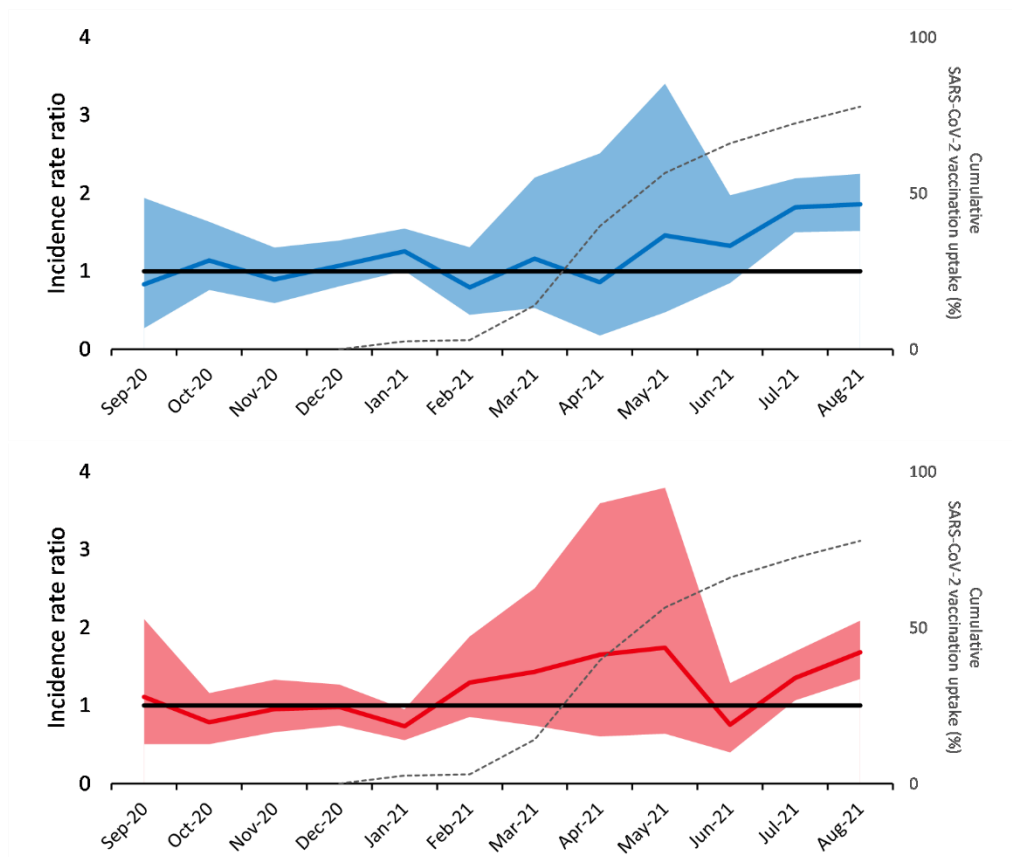 4
3
2
1
0
Incidence rate ratio
100
50
0
Cumulative
SARS-CoV-2 vaccination uptake (%)
Sep-20
Oct-20
Nov-20
Dec-20
Jan-21
Feb-21
Mar-21
Apr-21
May-21
Jun-21
Jul-21
Aug-21
4
3
2
1
0
Incidence rate ratio
100
50
0
Cumulative
SARS-CoV-2 vaccination uptake (%)
Sep-20
Oct-20
Nov-20
Dec-20
Jan-21
Feb-21
Mar-21
Apr-21
May-21
Jun-21
Jul-21
Aug-21